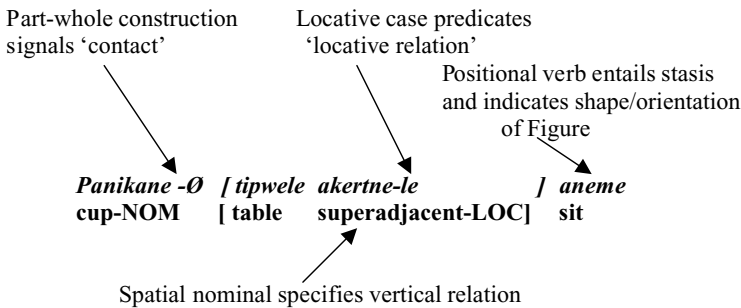 Part-whole construction signals ‘contact’
Locative case predicates ‘locative relation’
Positional verb entails stasis and indicates shape/orientation of Figure
Panikane -Ø [ tipwele akertne-le ] aneme
cup-NOM [ table superadjacent-LOC] sit
Spatial nominal specifies vertical relation